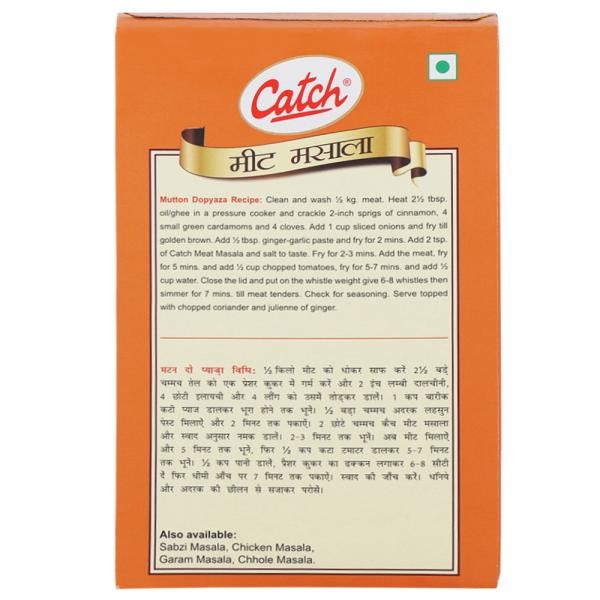 Catch®
मीट मसाला
Mutton Dopyaza Recipe: Clean and wash ½ kg. meat. Heat 2½ tbsp.
oil/ghee in a pressure cooker and crackle 2-inch sprigs of cinnamon, 4
small green cardamoms and 4 cloves. Add 1 cup sliced onions and fry till
golden brown. Add ½ tbsp. ginger-garlic paste and fry for 2 mins. Add 2 tsp.
of Catch Meat Masala and salt to taste. Fry for 2-3 mins. Add the meat, fry
for 5 mins. and add ½ cup chopped tomatoes, fry for 5-7 mins. and add ½
cup water. Close the lid and put on the whistle weight give 6-8 whistles then
simmer for 7 mins. till meat tenders. Check for seasoning. Serve topped
with chopped coriander and julienne of ginger.
मटन दो प्याज़ा विधि: ½ किलो मीट को धोकर साफ करें 2½ बड़े
चम्मच तेल को एक प्रेशर कुकर में गर्म करें और 2 इंच लम्बी दालचीनी,
4 छोटी इलायची और 4 लौंग को उसमें तोड़कर डालें। 1 कप बारीक
कटी प्याज डालकर भूरा होने तक भूनें। ½ बड़ा चम्मच अदरक लहसुन
पेस्ट मिलाएँ और 2 मिनट तक पकाएँ। 2 छोटे चम्मच कैच मीट मसाला
और स्वाद अनुसार नमक डालें। 2-3 मिनट तक भूनें। अब मीट मिलाएँ
और 5 मिनट तक भूनें, फिर ½ कप कटा टमाटर डालकर 5-7 मिनट
तक भूनें। ½ कप पानी डालें, प्रैशर कुकर का ढक्कन लगाकर 6-8 सीटी
दें फिर धीमी आँच पर 7 मिनट तक पकाएँ। स्वाद की जाँच करें। धनिये
और अदरक की छीलन से सजाकर परोसें।
Also available:
Sabzi Masala, Chicken Masala,
Garam Masala, Chhole Masala.